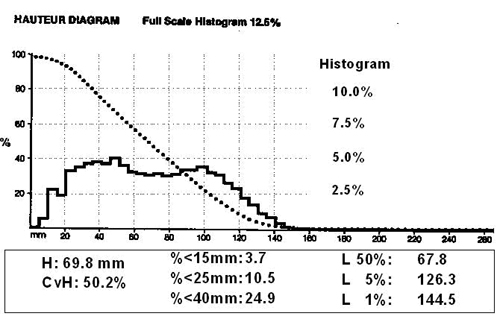 HAUTEUR DIAGRAM Full Scale Histogram 12.5%
Histogram
100
10.0%
80
7.5%
60
%
5.0%
40
2.5%
20
mm 20 40 60 80 100 120 140 160 180 200 220 240 260
H: 69.8 mm %<15mm:3.7 L 50%: 67.8
CvH: 50.2% %<25mm:10.5 L 5%: 126.3
%<40mm:24.9 L 1%: 144.5